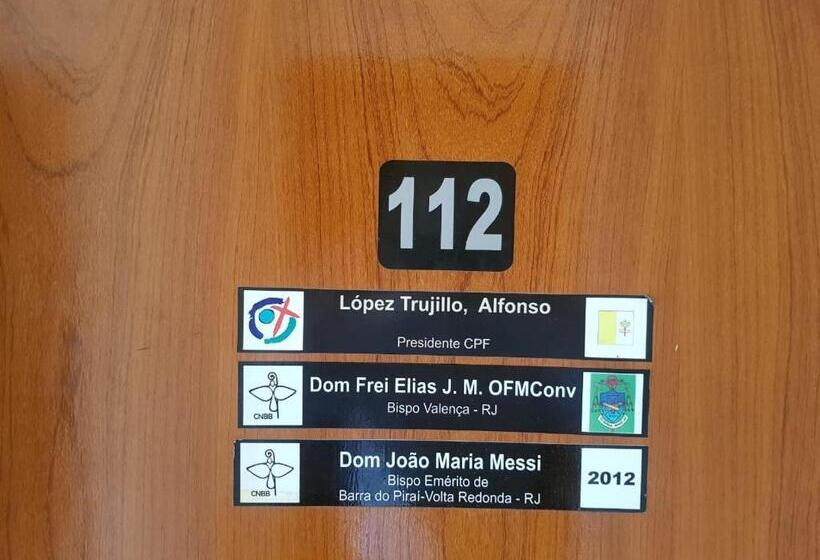 112
López Trujillo, Alfonso
Presidente CPF
Dom Frei Elias J. M. OFMConv
Bispo Valença - RJ
CNBB
Dom João Maria Messi
Bispo Emérito de
Barra do Piraí-Volta Redonda - RJ
CNBB
2012